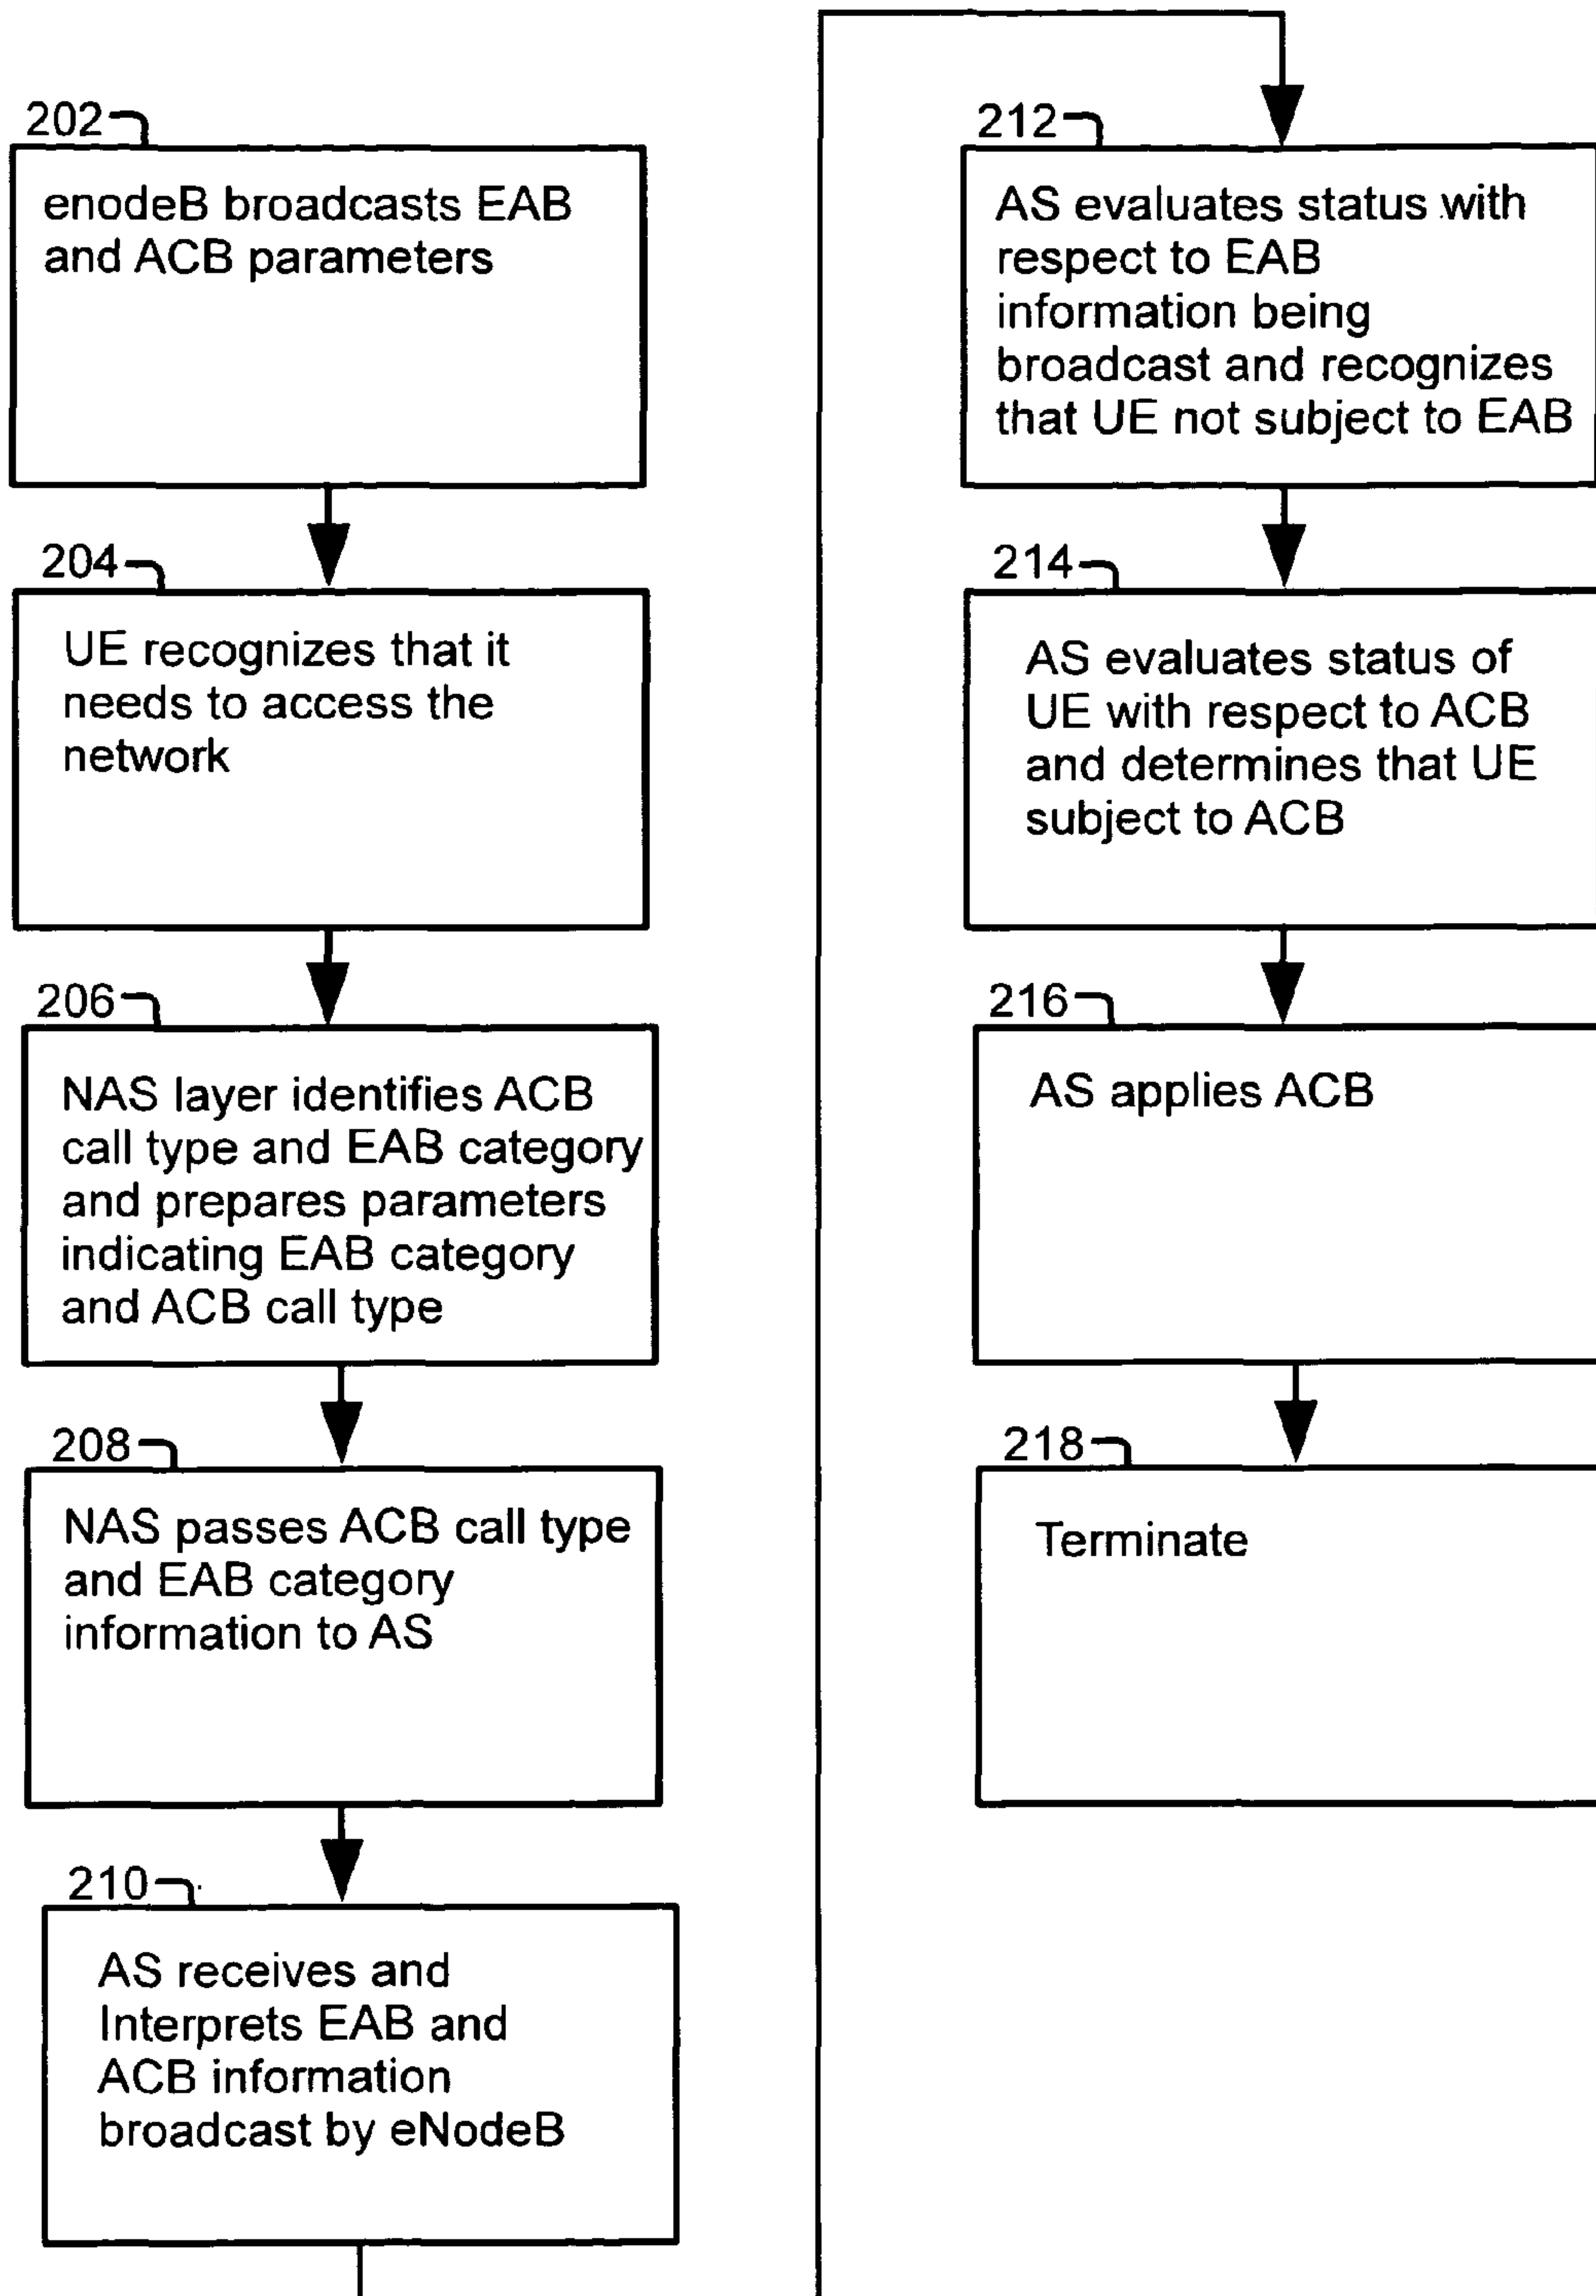 202
enodeB broadcasts EAB
and ACB parameters
204
UE recognizes that it
needs to access the
network
206
NAS layer identifies ACB
call type and EAB category
and prepares parameters
indicating EAB category
and ACB call type
208
NAS passes ACB call type
and EAB category
information to AS
210
AS receives and
Interprets EAB and
ACB information
broadcast by eNodeB
212
AS evaluates status with
respect to EAB
information being
broadcast and recognizes
that UE not subject to EAB
214
AS evaluates status of
UE with respect to ACB
and determines that UE
subject to ACB
216
AS applies ACB
218
Terminate